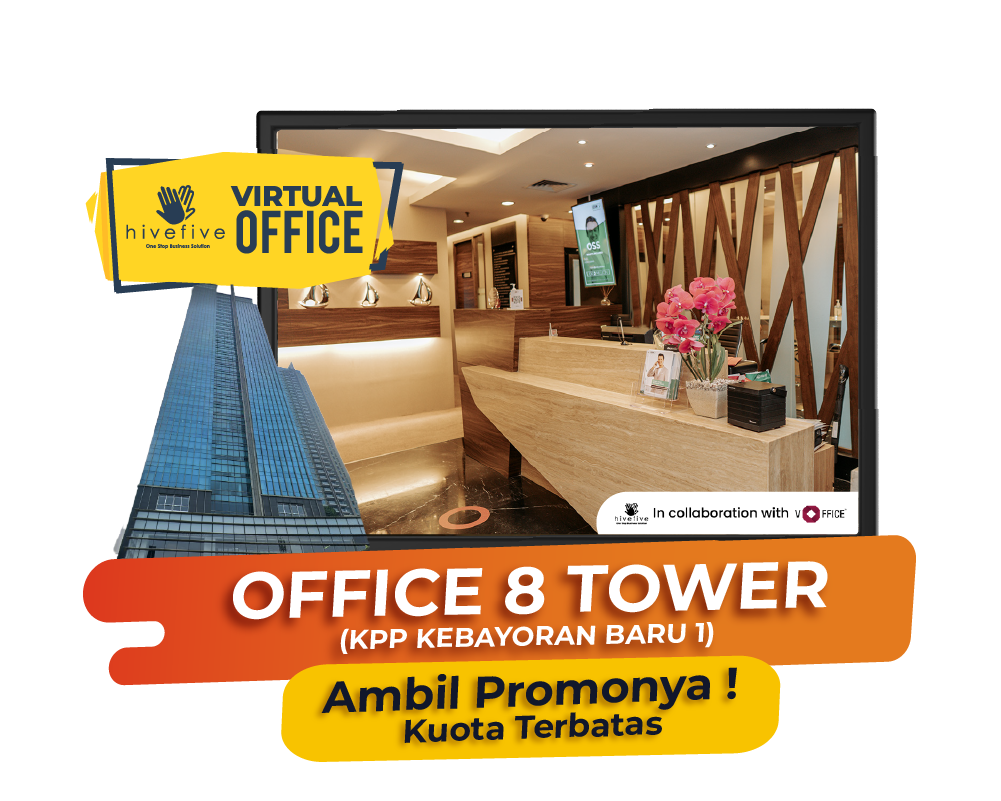 hivefive
One Stop Business Solution
VIRTUAL
OFFICE
OSS
hivefive
In collaboration with VOFFICE
OFFICE 8 TOWER
(KPP KEBAYORAN BARU 1)
Ambil Promonya !
Kuota Terbatas